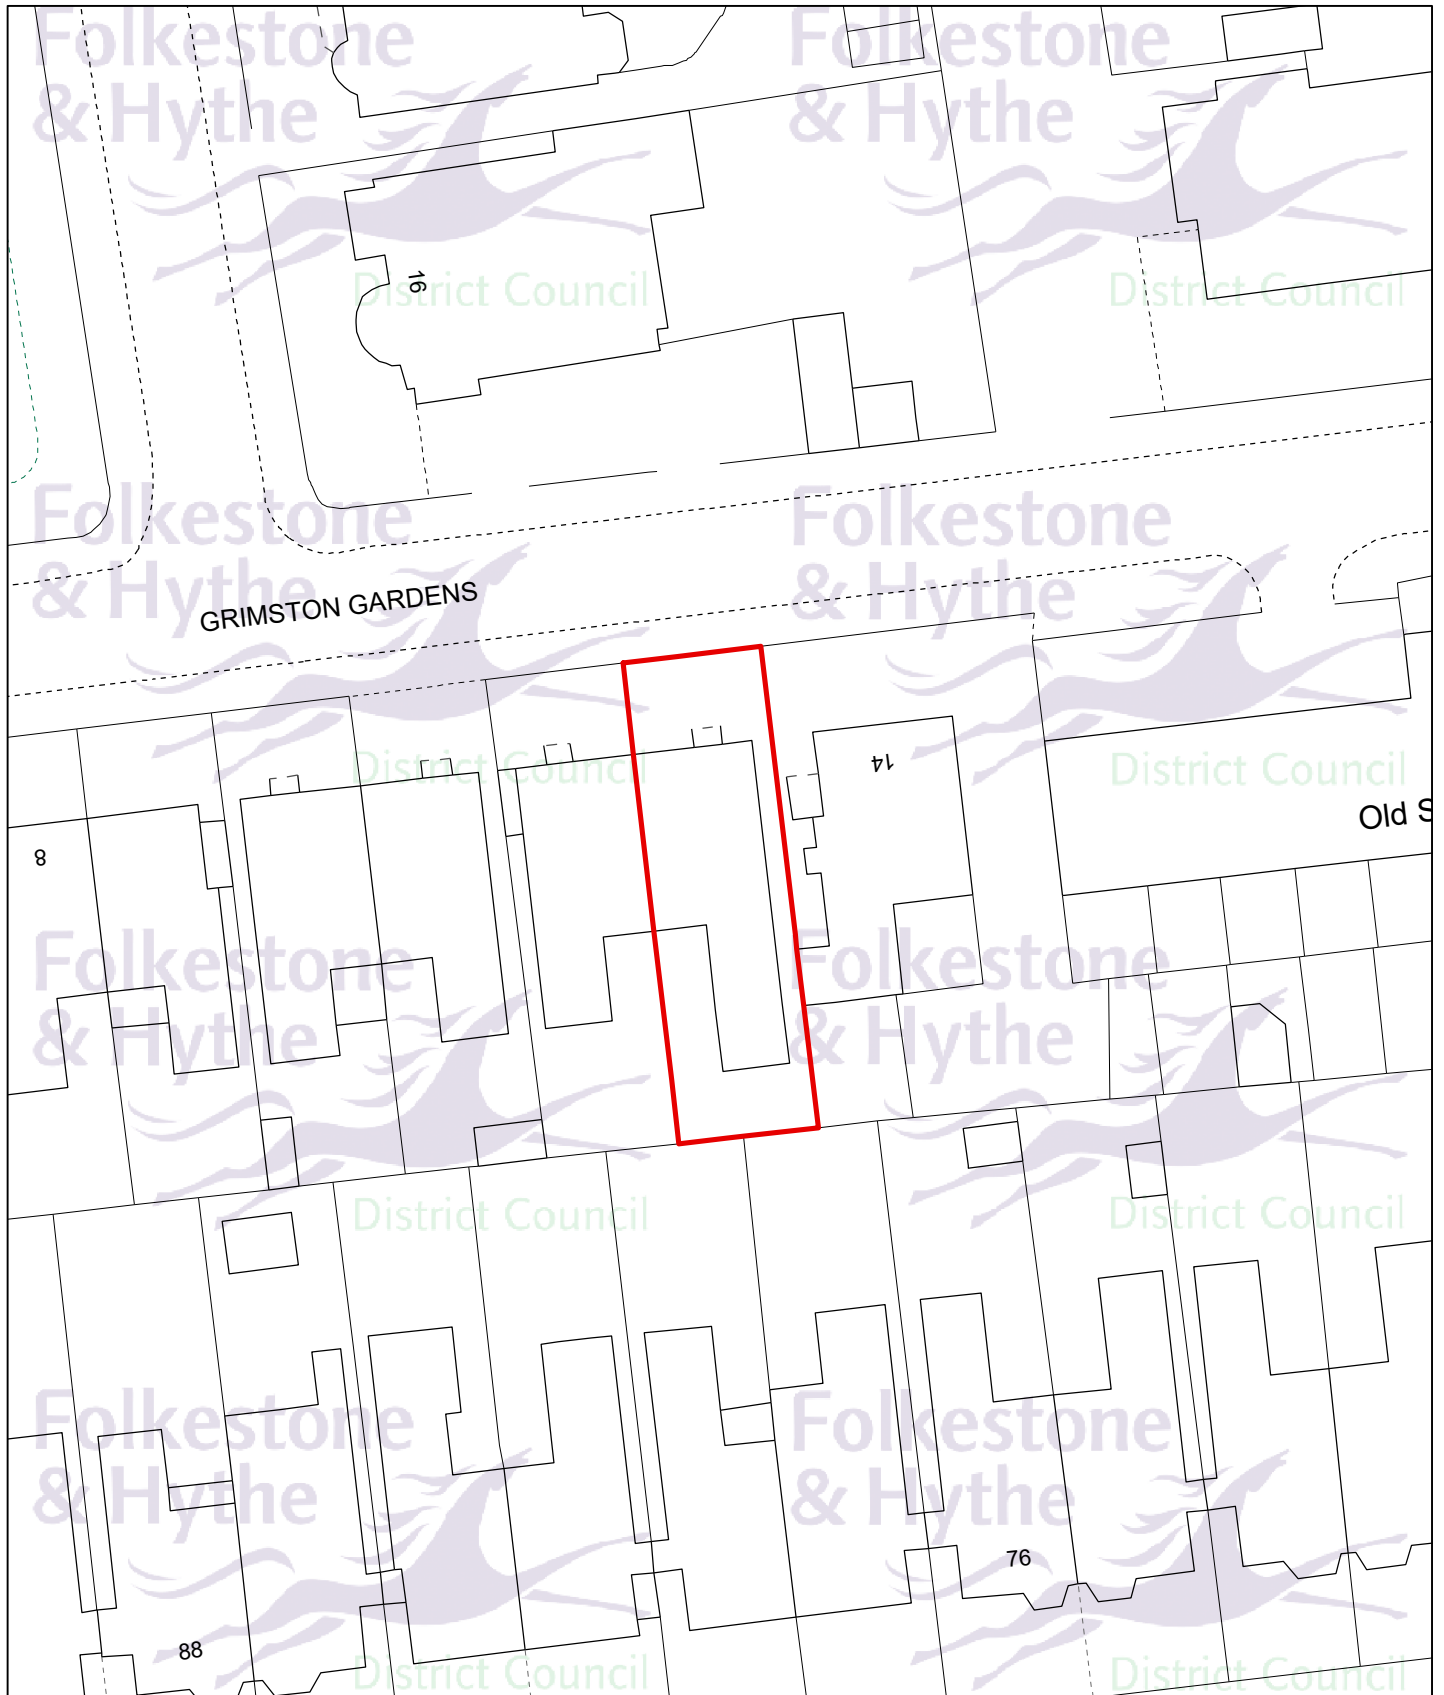 Folkestone
& Hythe
District Council
Folkestone
& Hythe
District Council
16
Folkestone
& Hythe
District Council
Folkestone
& Hythe
District Council
GRIMSTON GARDENS
14
Old S
8
Folkestone
& Hythe
District Council
Folkestone
& Hythe
District Council
Folkestone
& Hythe
District Council
Folkestone
& Hythe
District Council
76
88